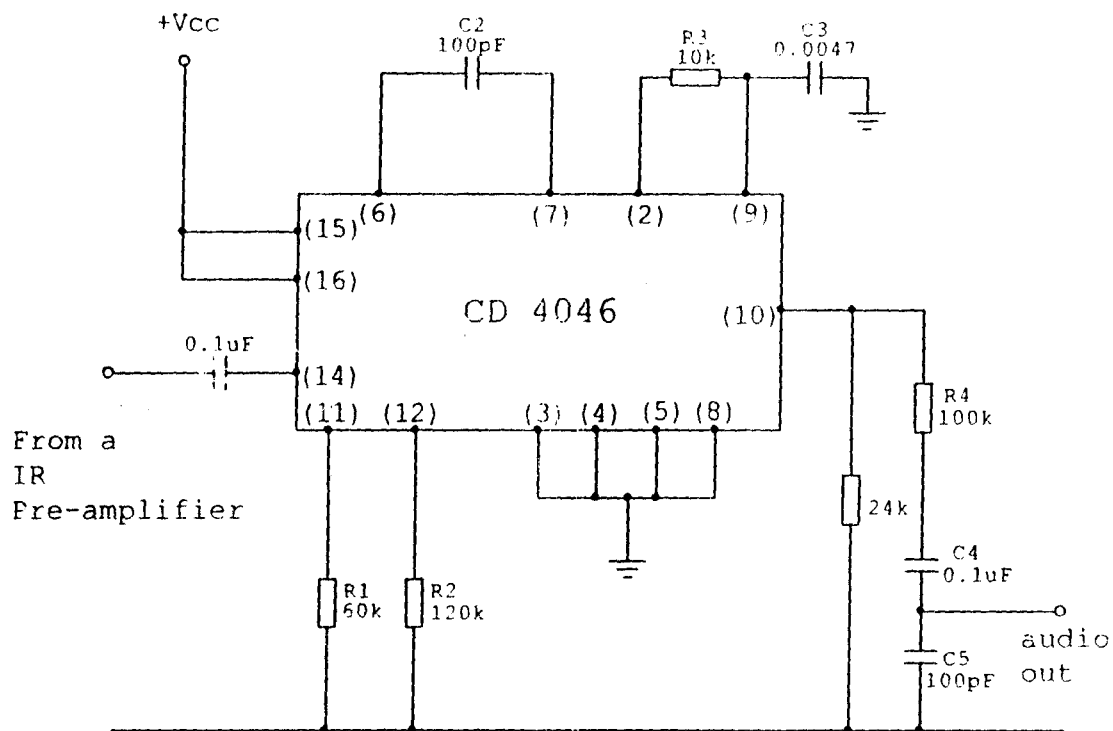 +Vcc
C2
100pF
R3
10k
C3
0.0047
(6)
(7)
(2)
(9)
(15)
(16)
CD 4046
(10)
0.1uF
(14)
(11)
(12)
(3)
(4)
(5)
(8)
R4
100k
From a
IR
Pre-amplifier
24k
C4
0.1uF
R1
60k
R2
120k
audio
out
C5
100pF